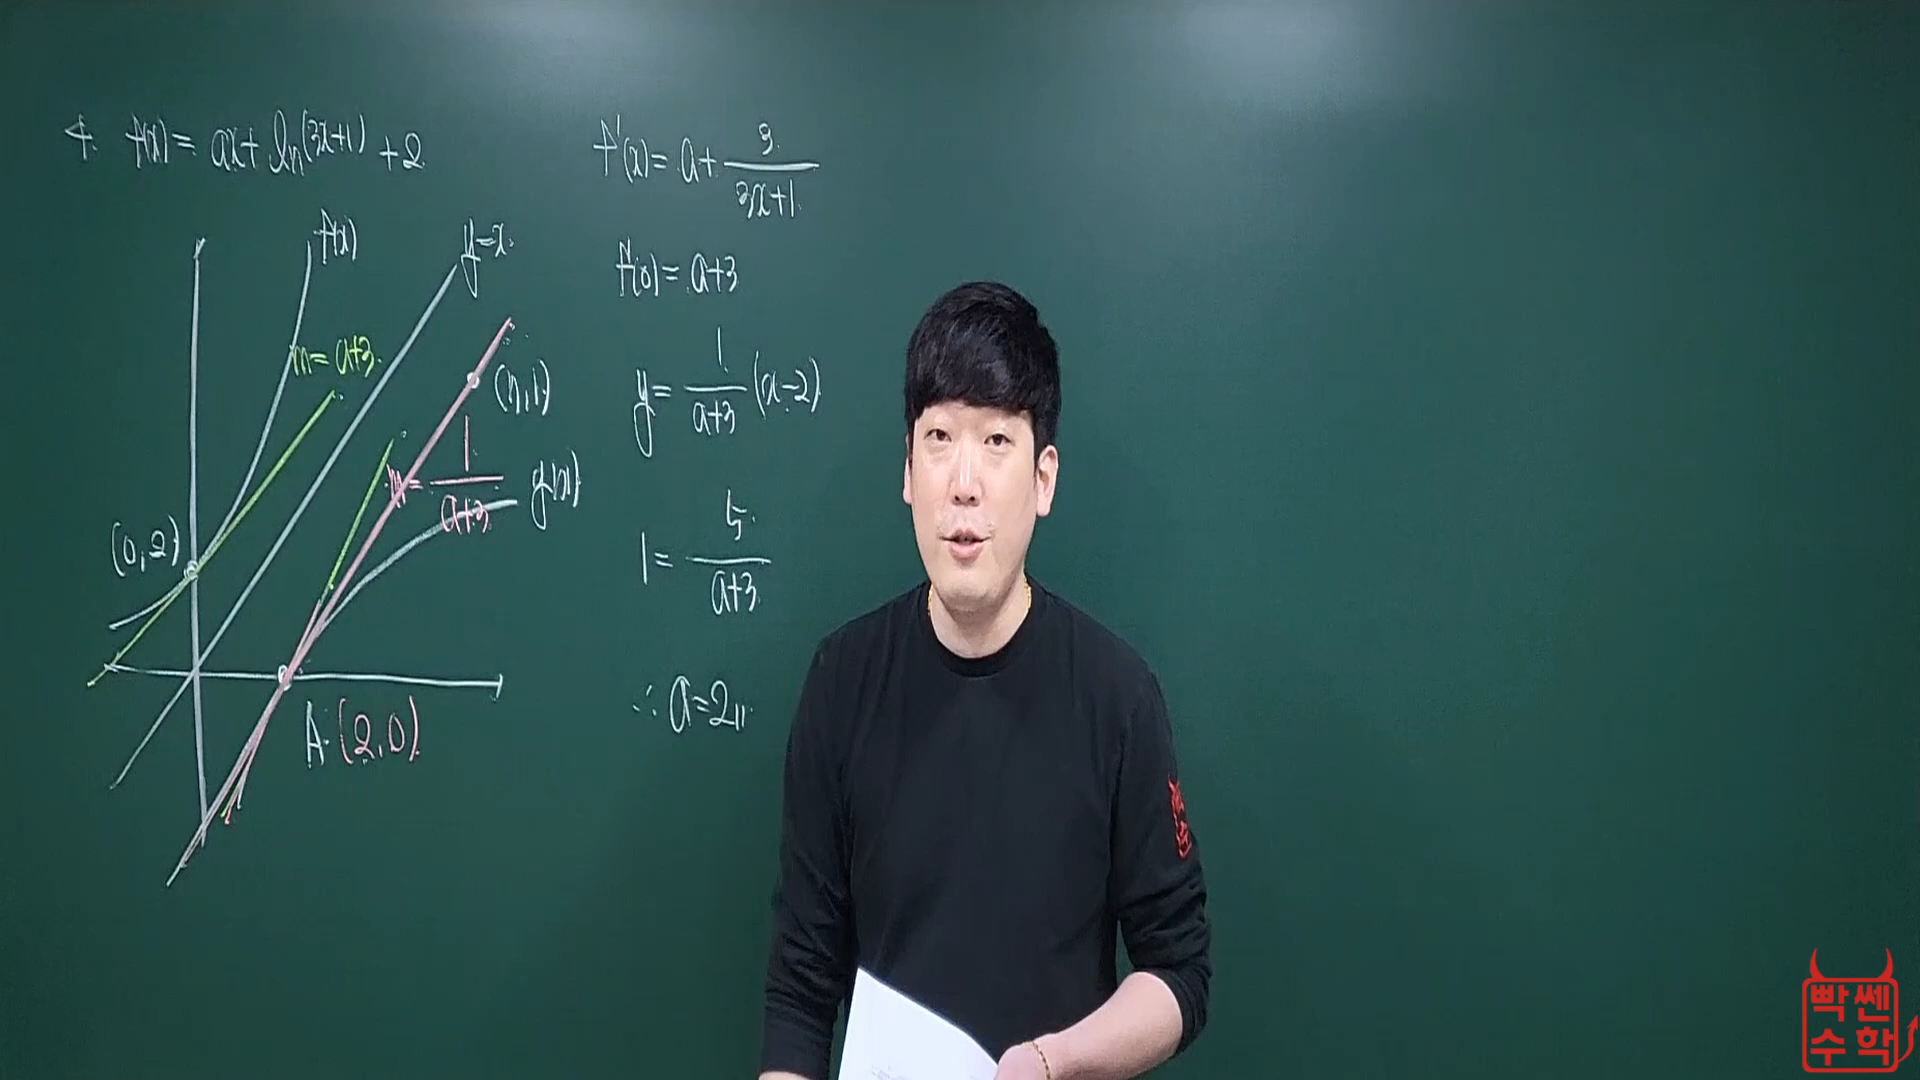 4. f(x) = ax + ln(3x+1) + 2
f(x)
y=x
m= a+3
(7,1)
m= 1/(a+3)
g(x)
(0,2)
A(2,0)
f'(x) = a + 3/(3x+1)
f'(0) = a+3
y = 1/(a+3) (x-2)
1 = 5/(a+3)
∴ a=2
빡쎈
수학